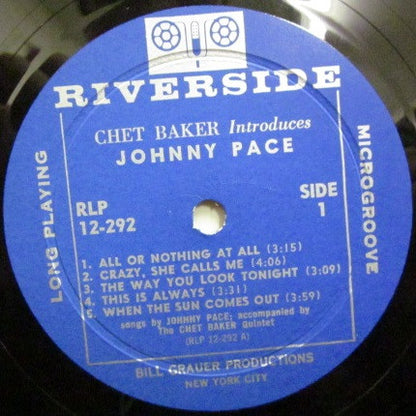 RIVERSIDE
CHET BAKER Introduces
JOHNNY PACE
LONG PLAYING
MICROGROOVE
RLP
12-292
SIDE
1
1. ALL OR NOTHING AT ALL (3:15)
2. CRAZY, SHE CALLS ME (4:06)
3. THE WAY YOU LOOK TONIGHT (3:09)
4. THIS IS ALWAYS (3:31)
5. WHEN THE SUN COMES OUT (3:59)
songs by JOHNNY PACE; accompanied by
The CHET BAKER Quintet
(RLP 12-292 A)
BILL GRAUER PRODUCTIONS
NEW YORK CITY